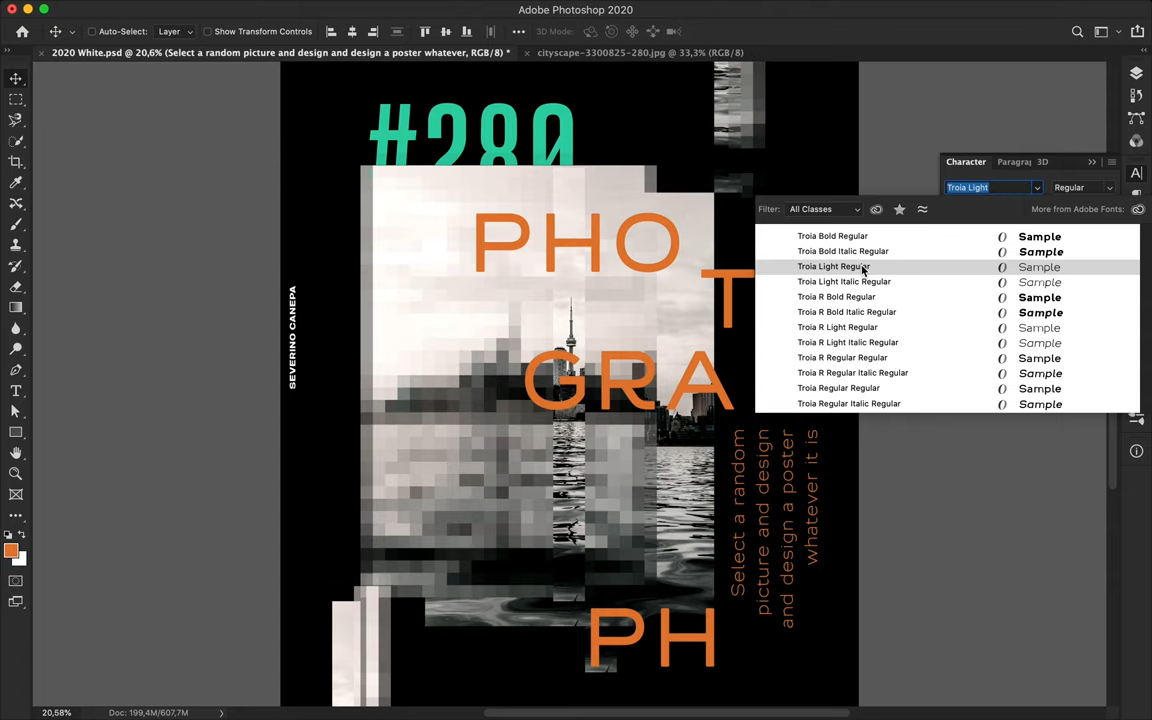 Adobe Photoshop 2020
Auto-Select: Layer Show Transform Controls 3D Mode:
2020 White.psd @ 20,6% (Select a random picture and design and design a poster whatever, RGB/8) *
cityscape-3300825-280.jpg @ 33,3% (RGB/8)
#280
PHO
T
GRA
PH
SEVERINO CANEPA
Select a random
picture and design
and design a poster
whatever it is
Character Paragra 3D
Troia Light Regular
Filter: All Classes More from Adobe Fonts:
Troia Bold Regular Sample
Troia Bold Italic Regular Sample
Troia Light Regular Sample
Troia Light Italic Regular Sample
Troia R Bold Regular Sample
Troia R Bold Italic Regular Sample
Troia R Light Regular Sample
Troia R Light Italic Regular Sample
Troia R Regular Regular Sample
Troia R Regular Italic Regular Sample
Troia Regular Regular Sample
Troia Regular Italic Regular Sample
20,58% Doc: 199,4M/607,7M